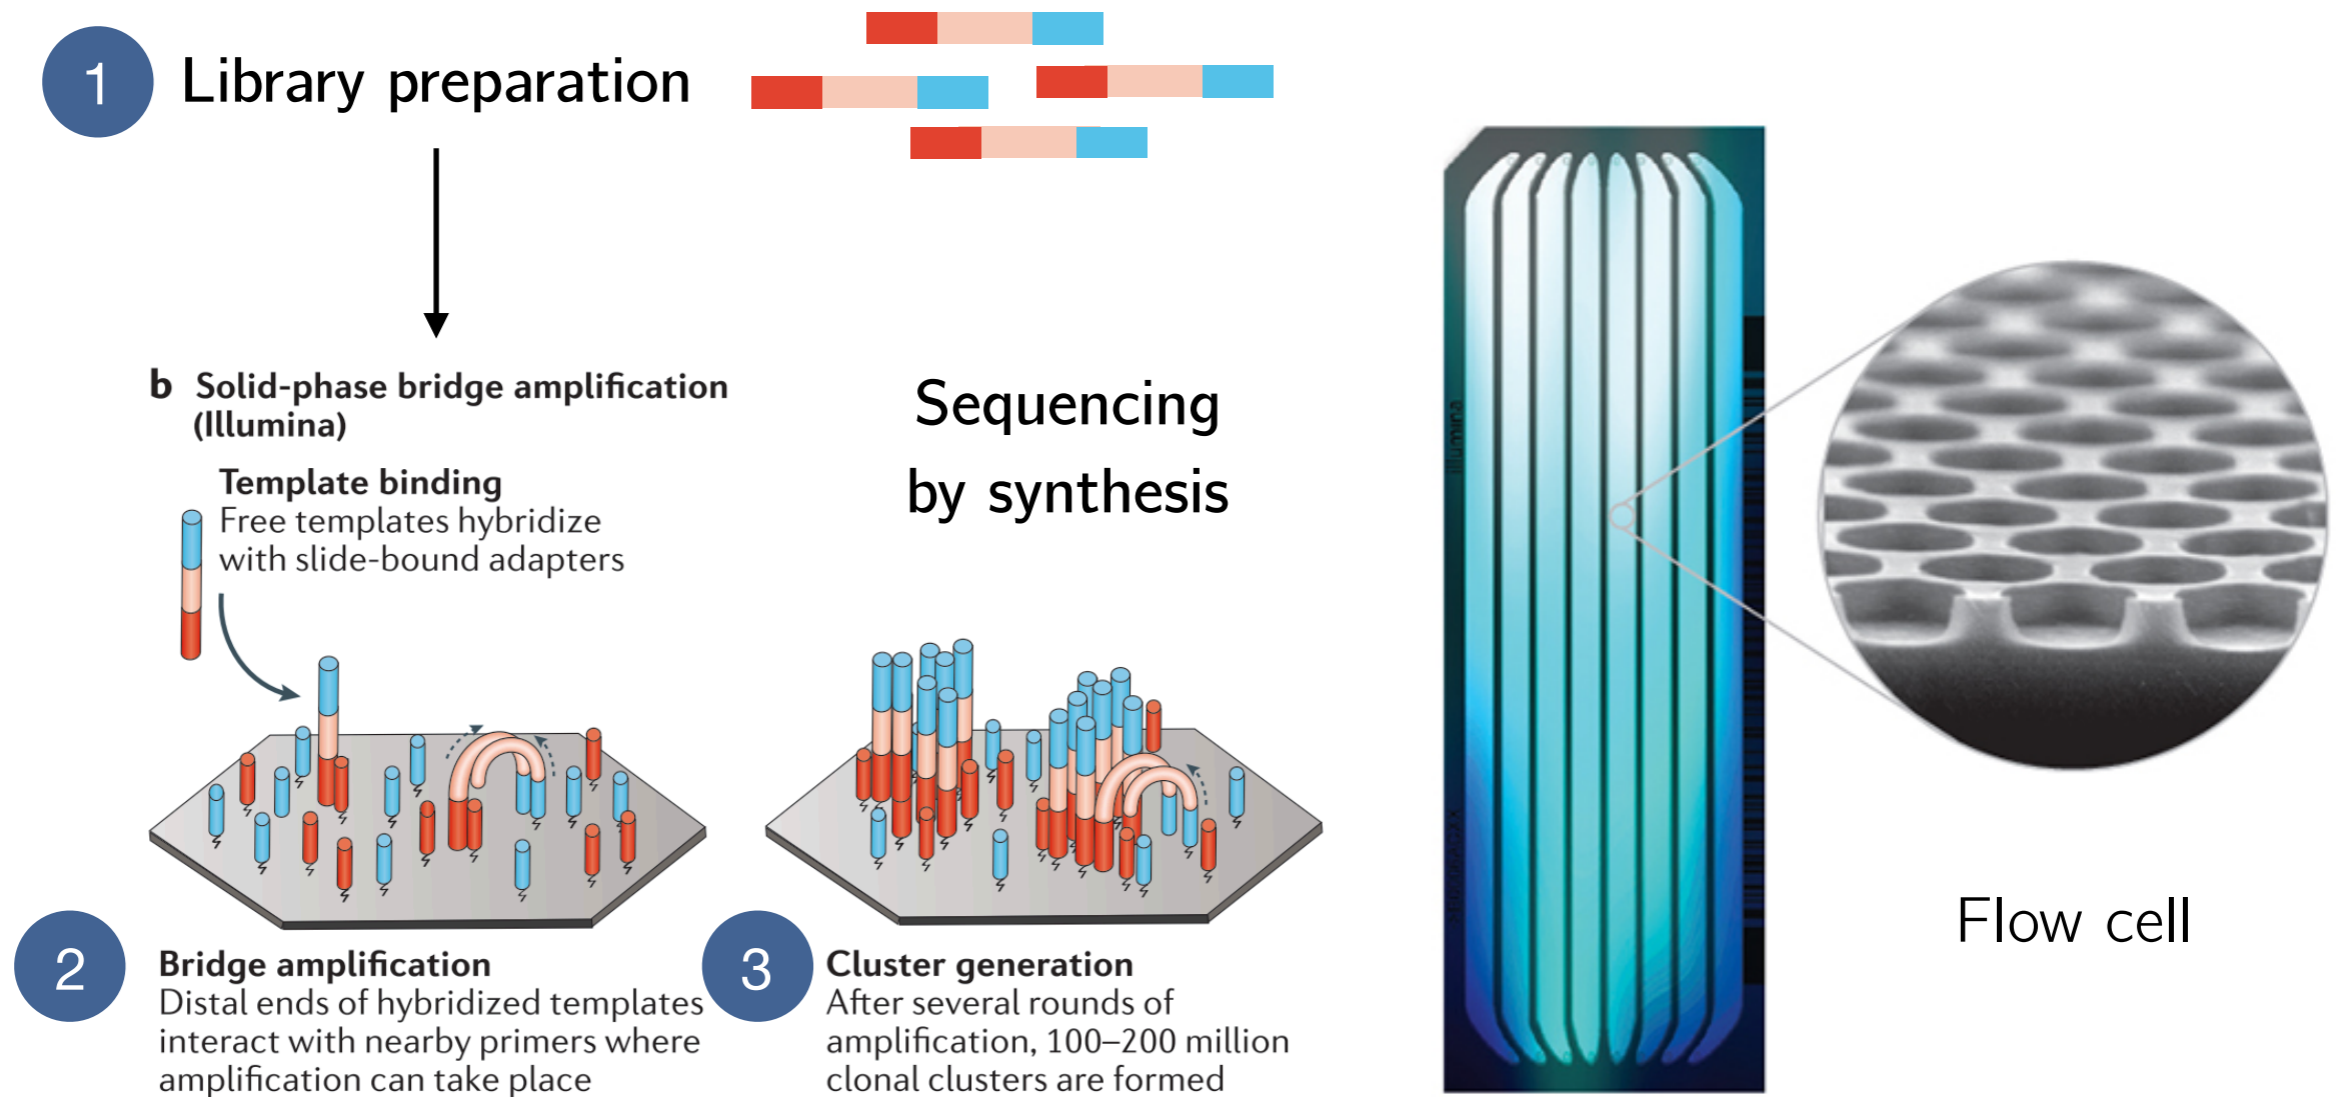 1
Library preparation
b Solid-phase bridge amplification
(Illumina)
Template binding
Free templates hybridize
with slide-bound adapters
Sequencing
by synthesis
2
Bridge amplification
Distal ends of hybridized templates
interact with nearby primers where
amplification can take place
3
Cluster generation
After several rounds of
amplification, 100–200 million
clonal clusters are formed
illumina
Flow cell